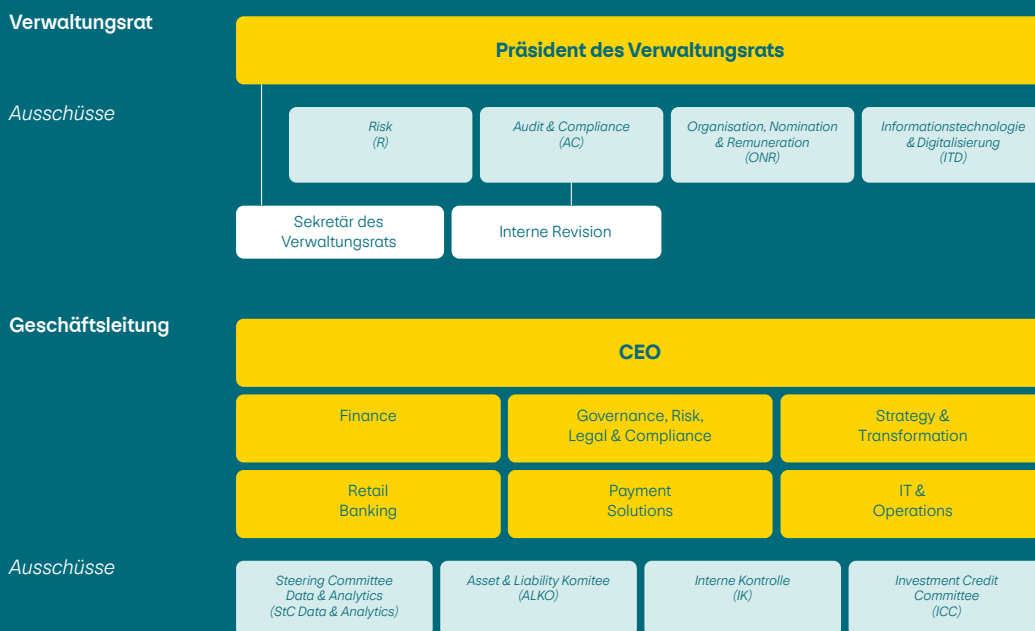 Verwaltungsrat
Präsident des Verwaltungsrats
Ausschüsse
Risk
(R)
Audit & Compliance
(AC)
Organisation, Nomination
& Remuneration
(ONR)
Informationstechnologie
& Digitalisierung
(ITD)
Sekretär des
Verwaltungsrats
Interne Revision
Geschäftsleitung
CEO
Finance
Governance, Risk,
Legal & Compliance
Strategy &
Transformation
Retail
Banking
Payment
Solutions
IT &
Operations
Ausschüsse
Steering Committee
Data & Analytics
(StC Data & Analytics)
Asset & Liability Komitee
(ALKO)
Interne Kontrolle
(IK)
Investment Credit
Committee
(ICC)